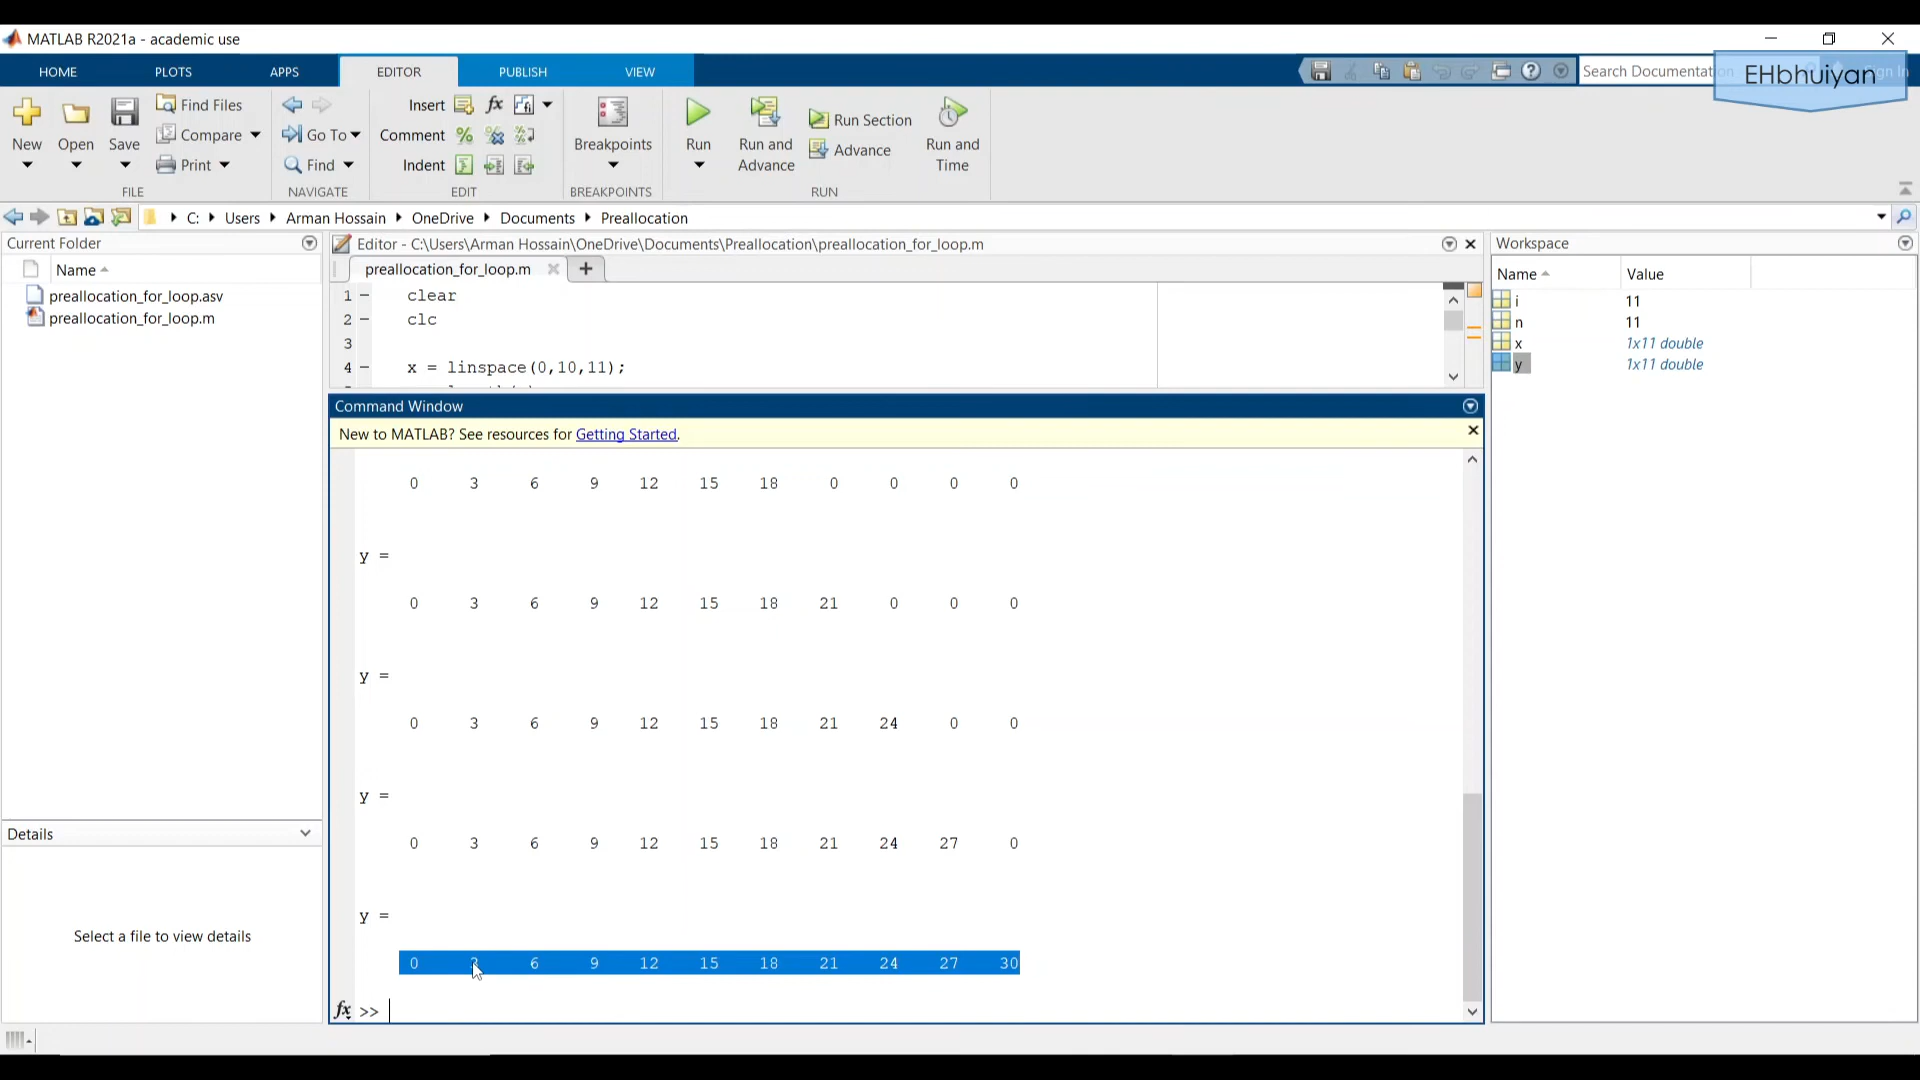 MATLAB R2021a - academic use
HOME PLOTS APPS EDITOR PUBLISH VIEW
Search Documentation
EHbhuiyan
New Open Save
Find Files
Compare
Print
Go To
Find
Insert
Comment
Indent
Breakpoints
Run
Run and Advance
Run Section
Advance
Run and Time
FILE NAVIGATE EDIT BREAKPOINTS RUN
C: Users Arman Hossain OneDrive Documents Preallocation
Current Folder
Name
preallocation_for_loop.asv
preallocation_for_loop.m
Details
Select a file to view details
Editor - C:\Users\Arman Hossain\OneDrive\Documents\Preallocation\preallocation_for_loop.m
preallocation_for_loop.m
1 clear
2 clc
3
4 x = linspace(0,10,11);
Command Window
New to MATLAB? See resources for Getting Started.
0 3 6 9 12 15 18 0 0 0 0
y =
0 3 6 9 12 15 18 21 0 0 0
y =
0 3 6 9 12 15 18 21 24 0 0
y =
0 3 6 9 12 15 18 21 24 27 0
y =
0 3 6 9 12 15 18 21 24 27 30
fx >>
Workspace
Name Value
i 11
n 11
x 1x11 double
y 1x11 double